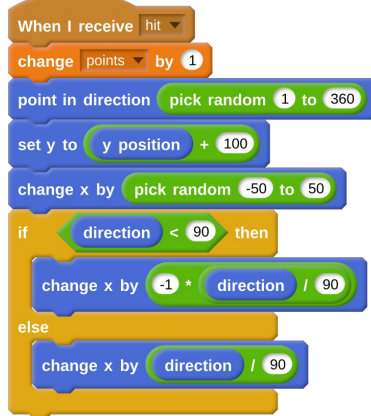 When I receive hit
change points by 1
point in direction pick random 1 to 360
set y to y position + 100
change x by pick random -50 to 50
if direction < 90 then
change x by -1 * direction / 90
else
change x by direction / 90